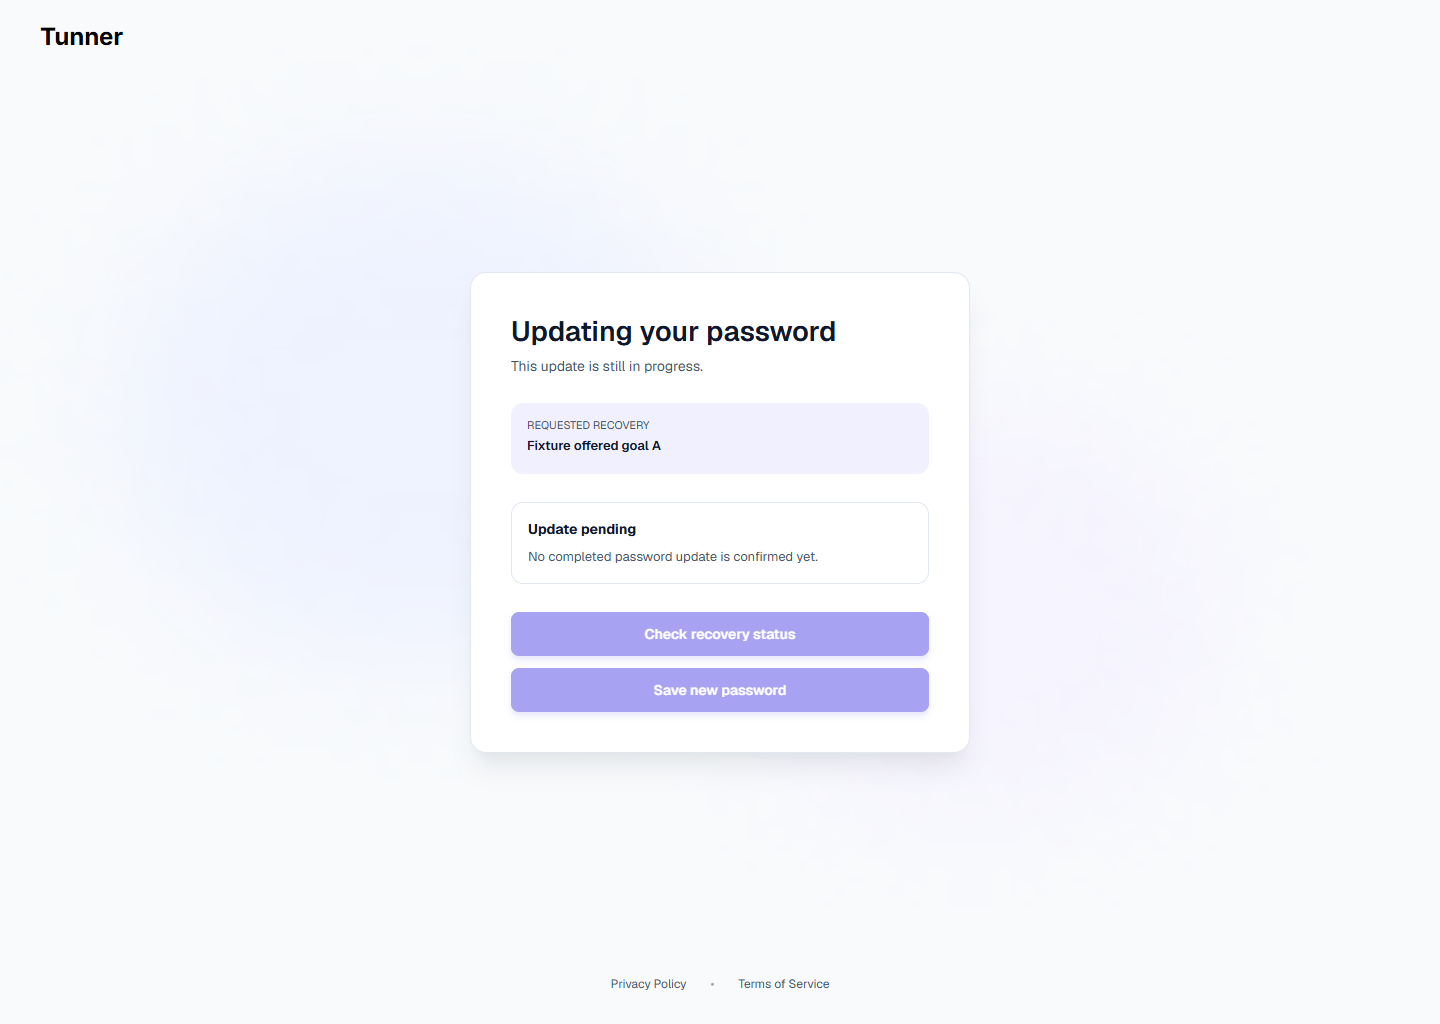 Tunner
Updating your password
This update is still in progress.
REQUESTED RECOVERY
Fixture offered goal A
Update pending
No completed password update is confirmed yet.
Check recovery status
Save new password
Privacy Policy • Terms of Service